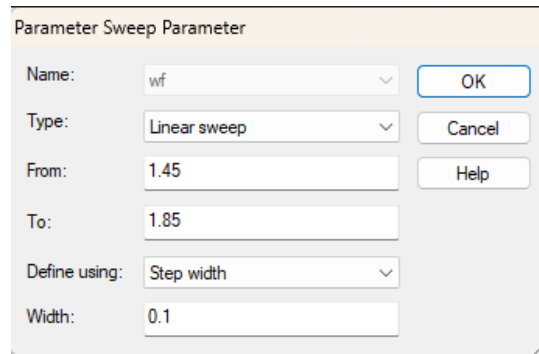 Parameter Sweep Parameter
Name: wf OK
Type: Linear sweep Cancel
From: 1.45 Help
To: 1.85
Define using: Step width
Width: 0.1